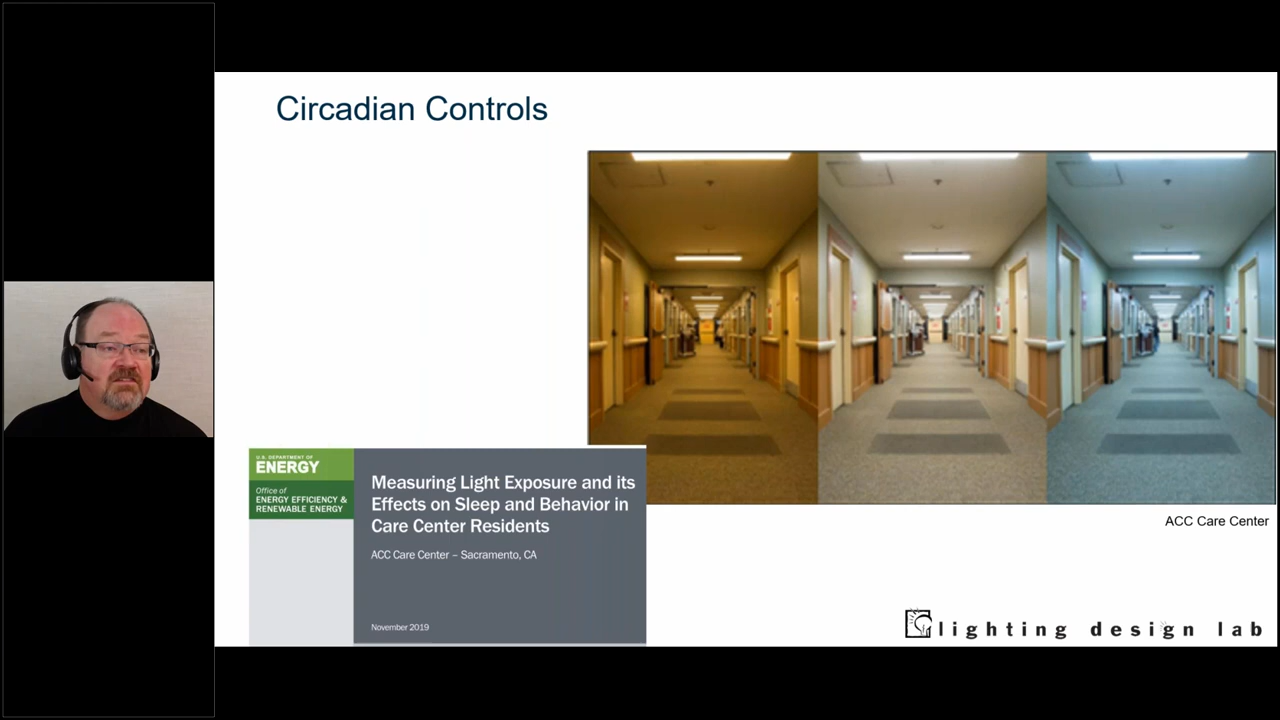 Circadian Controls
U.S. DEPARTMENT OF
ENERGY
Office of
ENERGY EFFICIENCY &
RENEWABLE ENERGY
Measuring Light Exposure and its
Effects on Sleep and Behavior in
Care Center Residents
ACC Care Center – Sacramento, CA
November 2019
ACC Care Center
lighting design lab